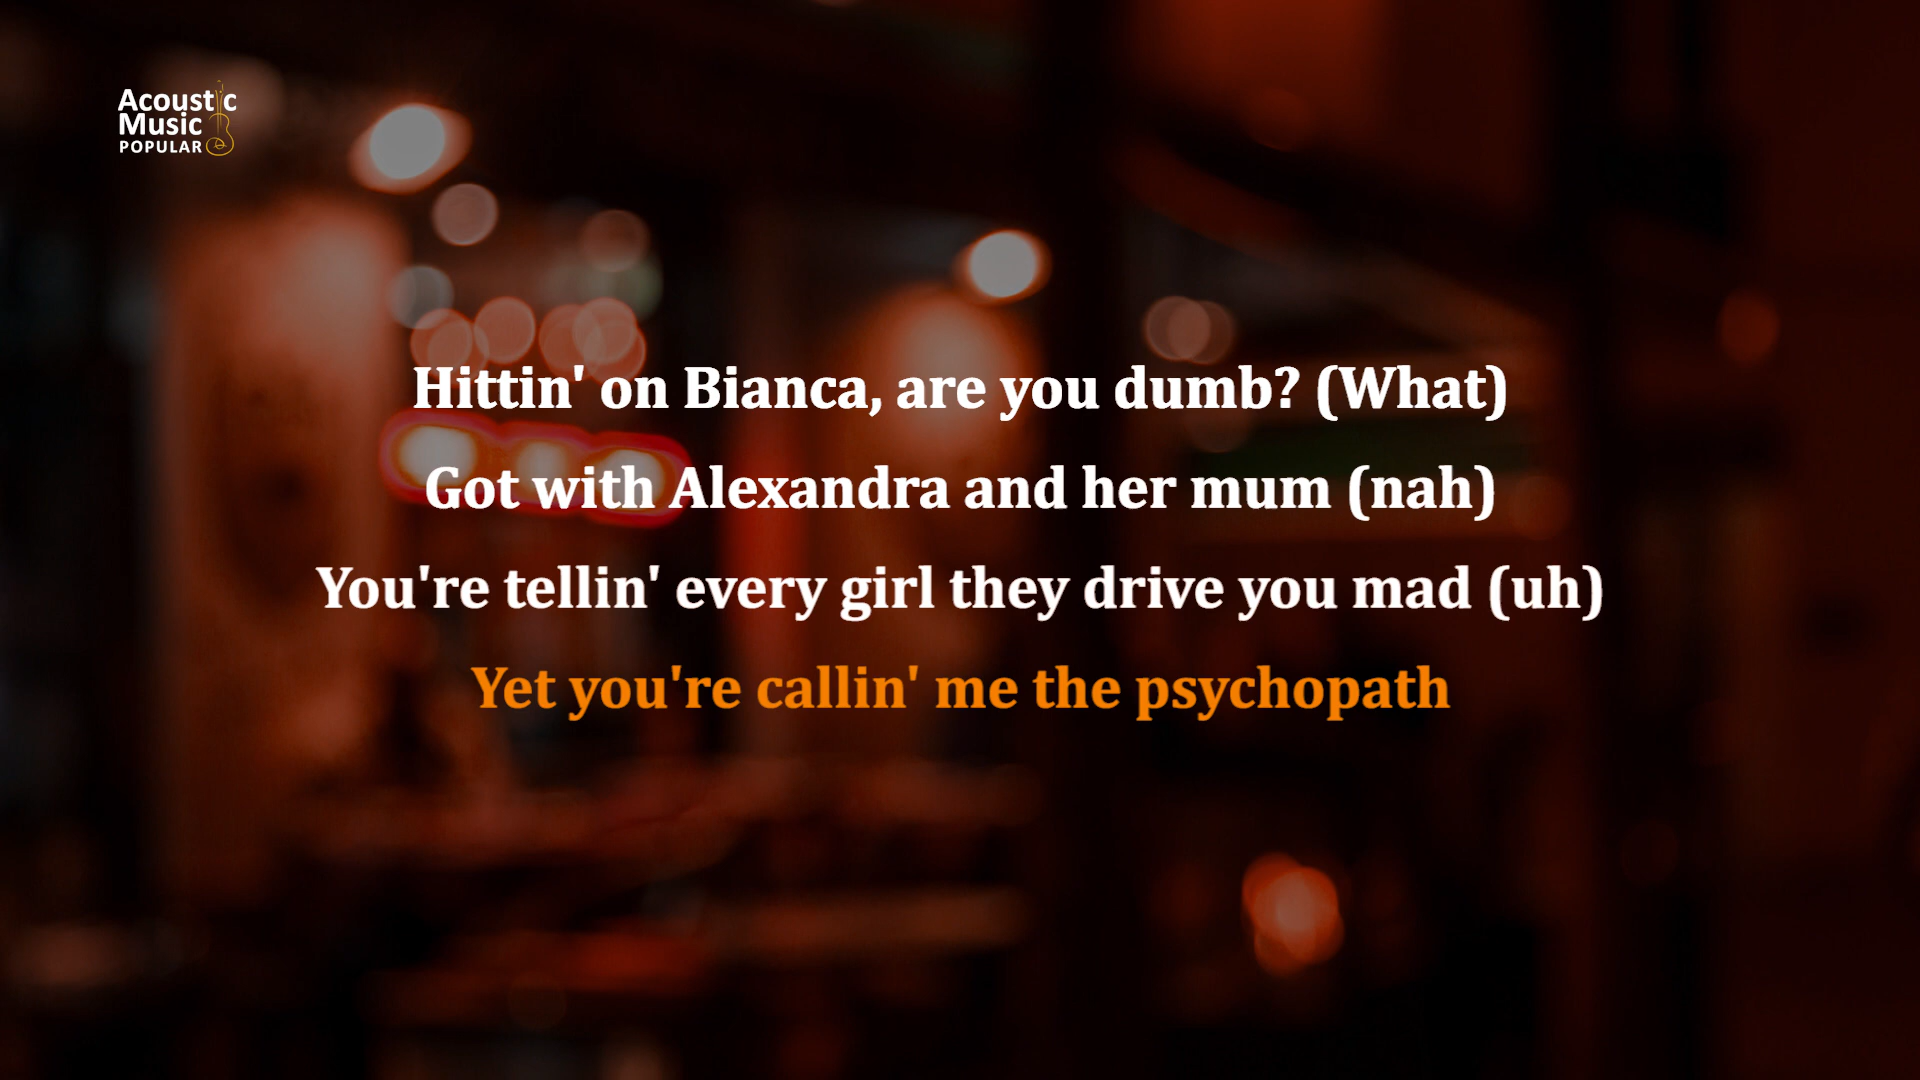 Acoustic
Music
POPULAR
Hittin' on Bianca, are you dumb? (What)
Got with Alexandra and her mum (nah)
You're tellin' every girl they drive you mad (uh)
Yet you're callin' me the psychopath